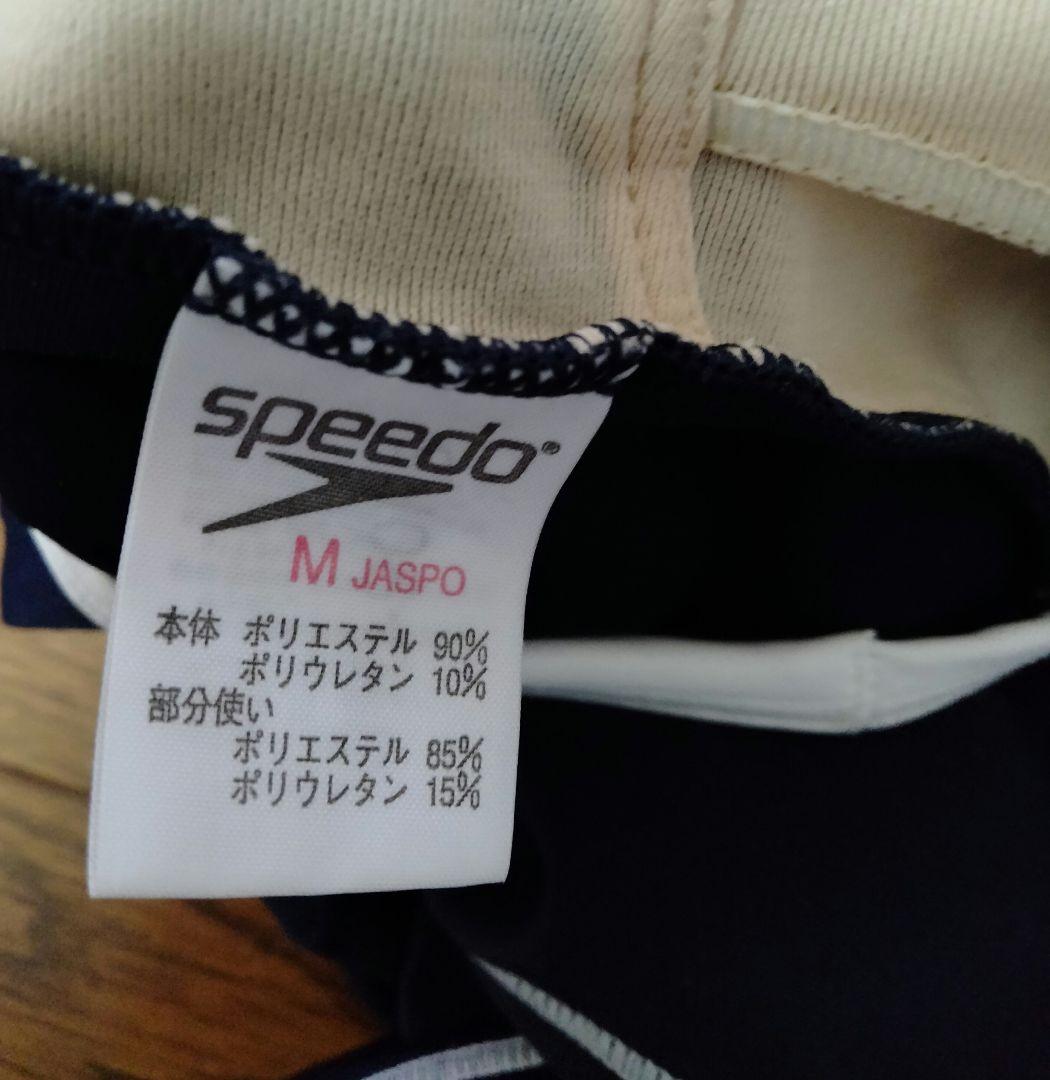 speedo®
M JASPO
本体 ポリエステル 90%
ポリウレタン 10%
部分使い
ポリエステル 85%
ポリウレタン 15%